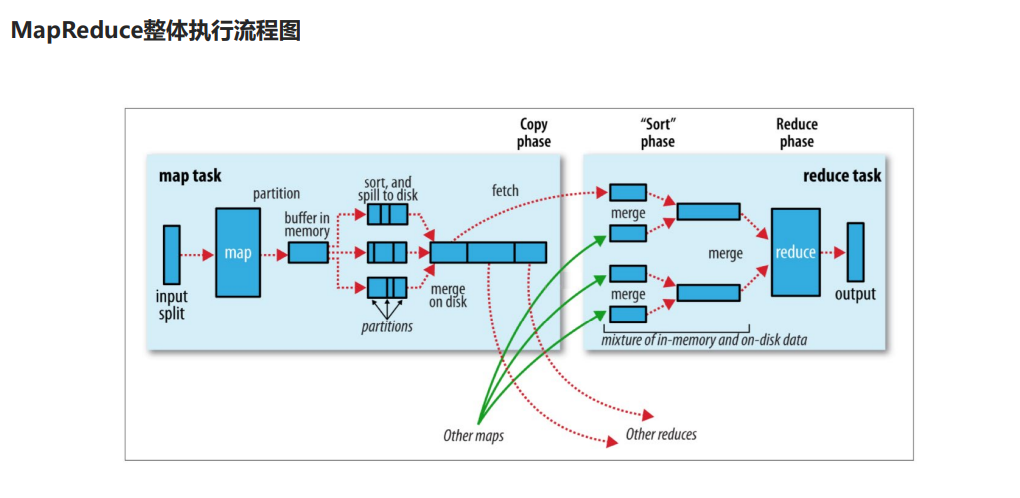 MapReduce整体执行流程图
Copy
phase
“Sort”
phase
Reduce
phase
map task
reduce task
partition
sort, and
spill to disk
fetch
buffer in
memory
map
merge
merge
reduce
input
split
merge
on disk
merge
output
partitions
mixture of in-memory and on-disk data
Other maps
Other reduces